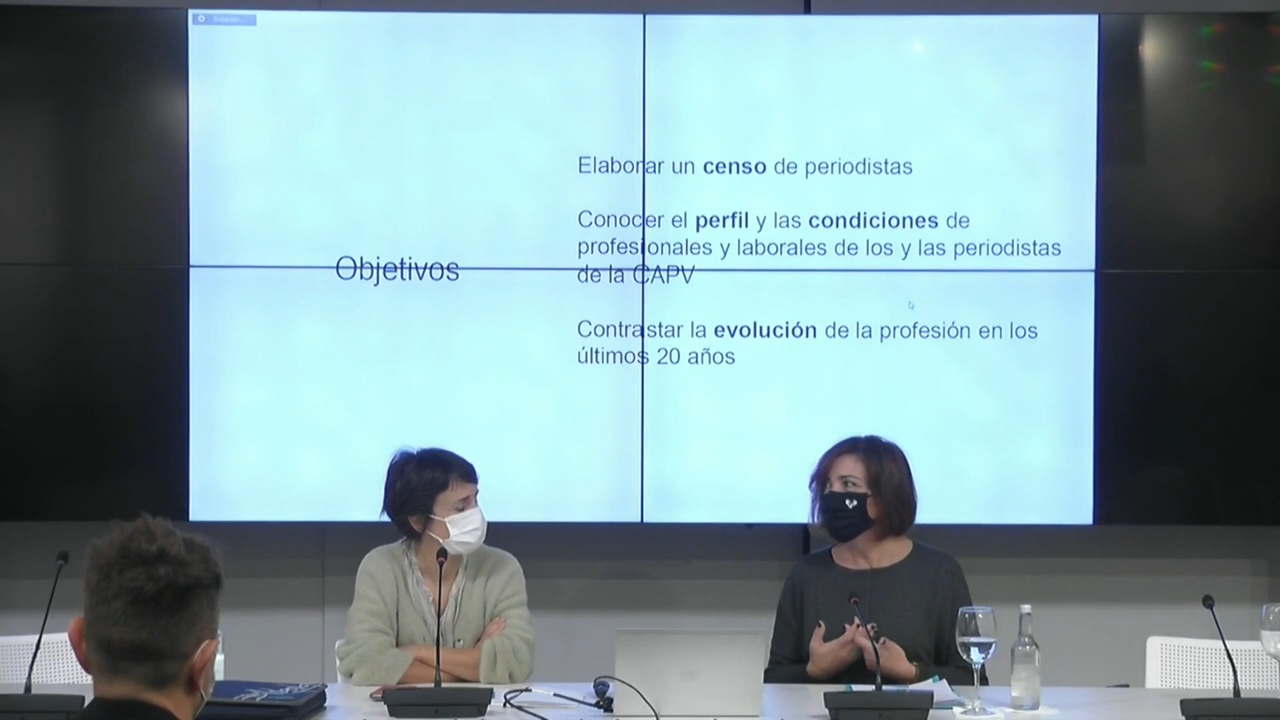 Objetivos
Elaborar un censo de periodistas
Conocer el perfil y las condiciones de
profesionales y laborales de los y las periodistas
de la CAPV
Contrastar la evolución de la profesión en los
últimos 20 años